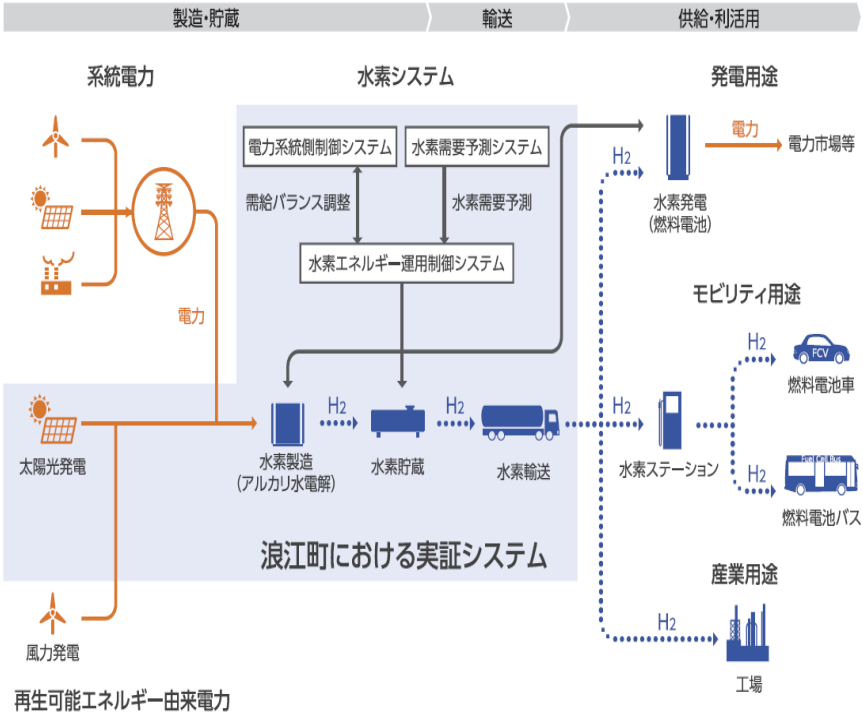 製造・貯蔵
輸送
供給・利活用
系統電力
水素システム
発電用途
電力系統側制御システム
水素需要予測システム
H2
電力
電力市場等
需給バランス調整
水素需要予測
水素発電
(燃料電池)
水素エネルギー運用制御システム
電力
モビリティ用途
H2
FCV
燃料電池車
H2
H2
H2
太陽光発電
水素製造
(アルカリ水電解)
水素貯蔵
水素輸送
水素ステーション
H2
Fuel Cell Bus
燃料電池バス
浪江町における実証システム
産業用途
H2
風力発電
工場
再生可能エネルギー由来電力